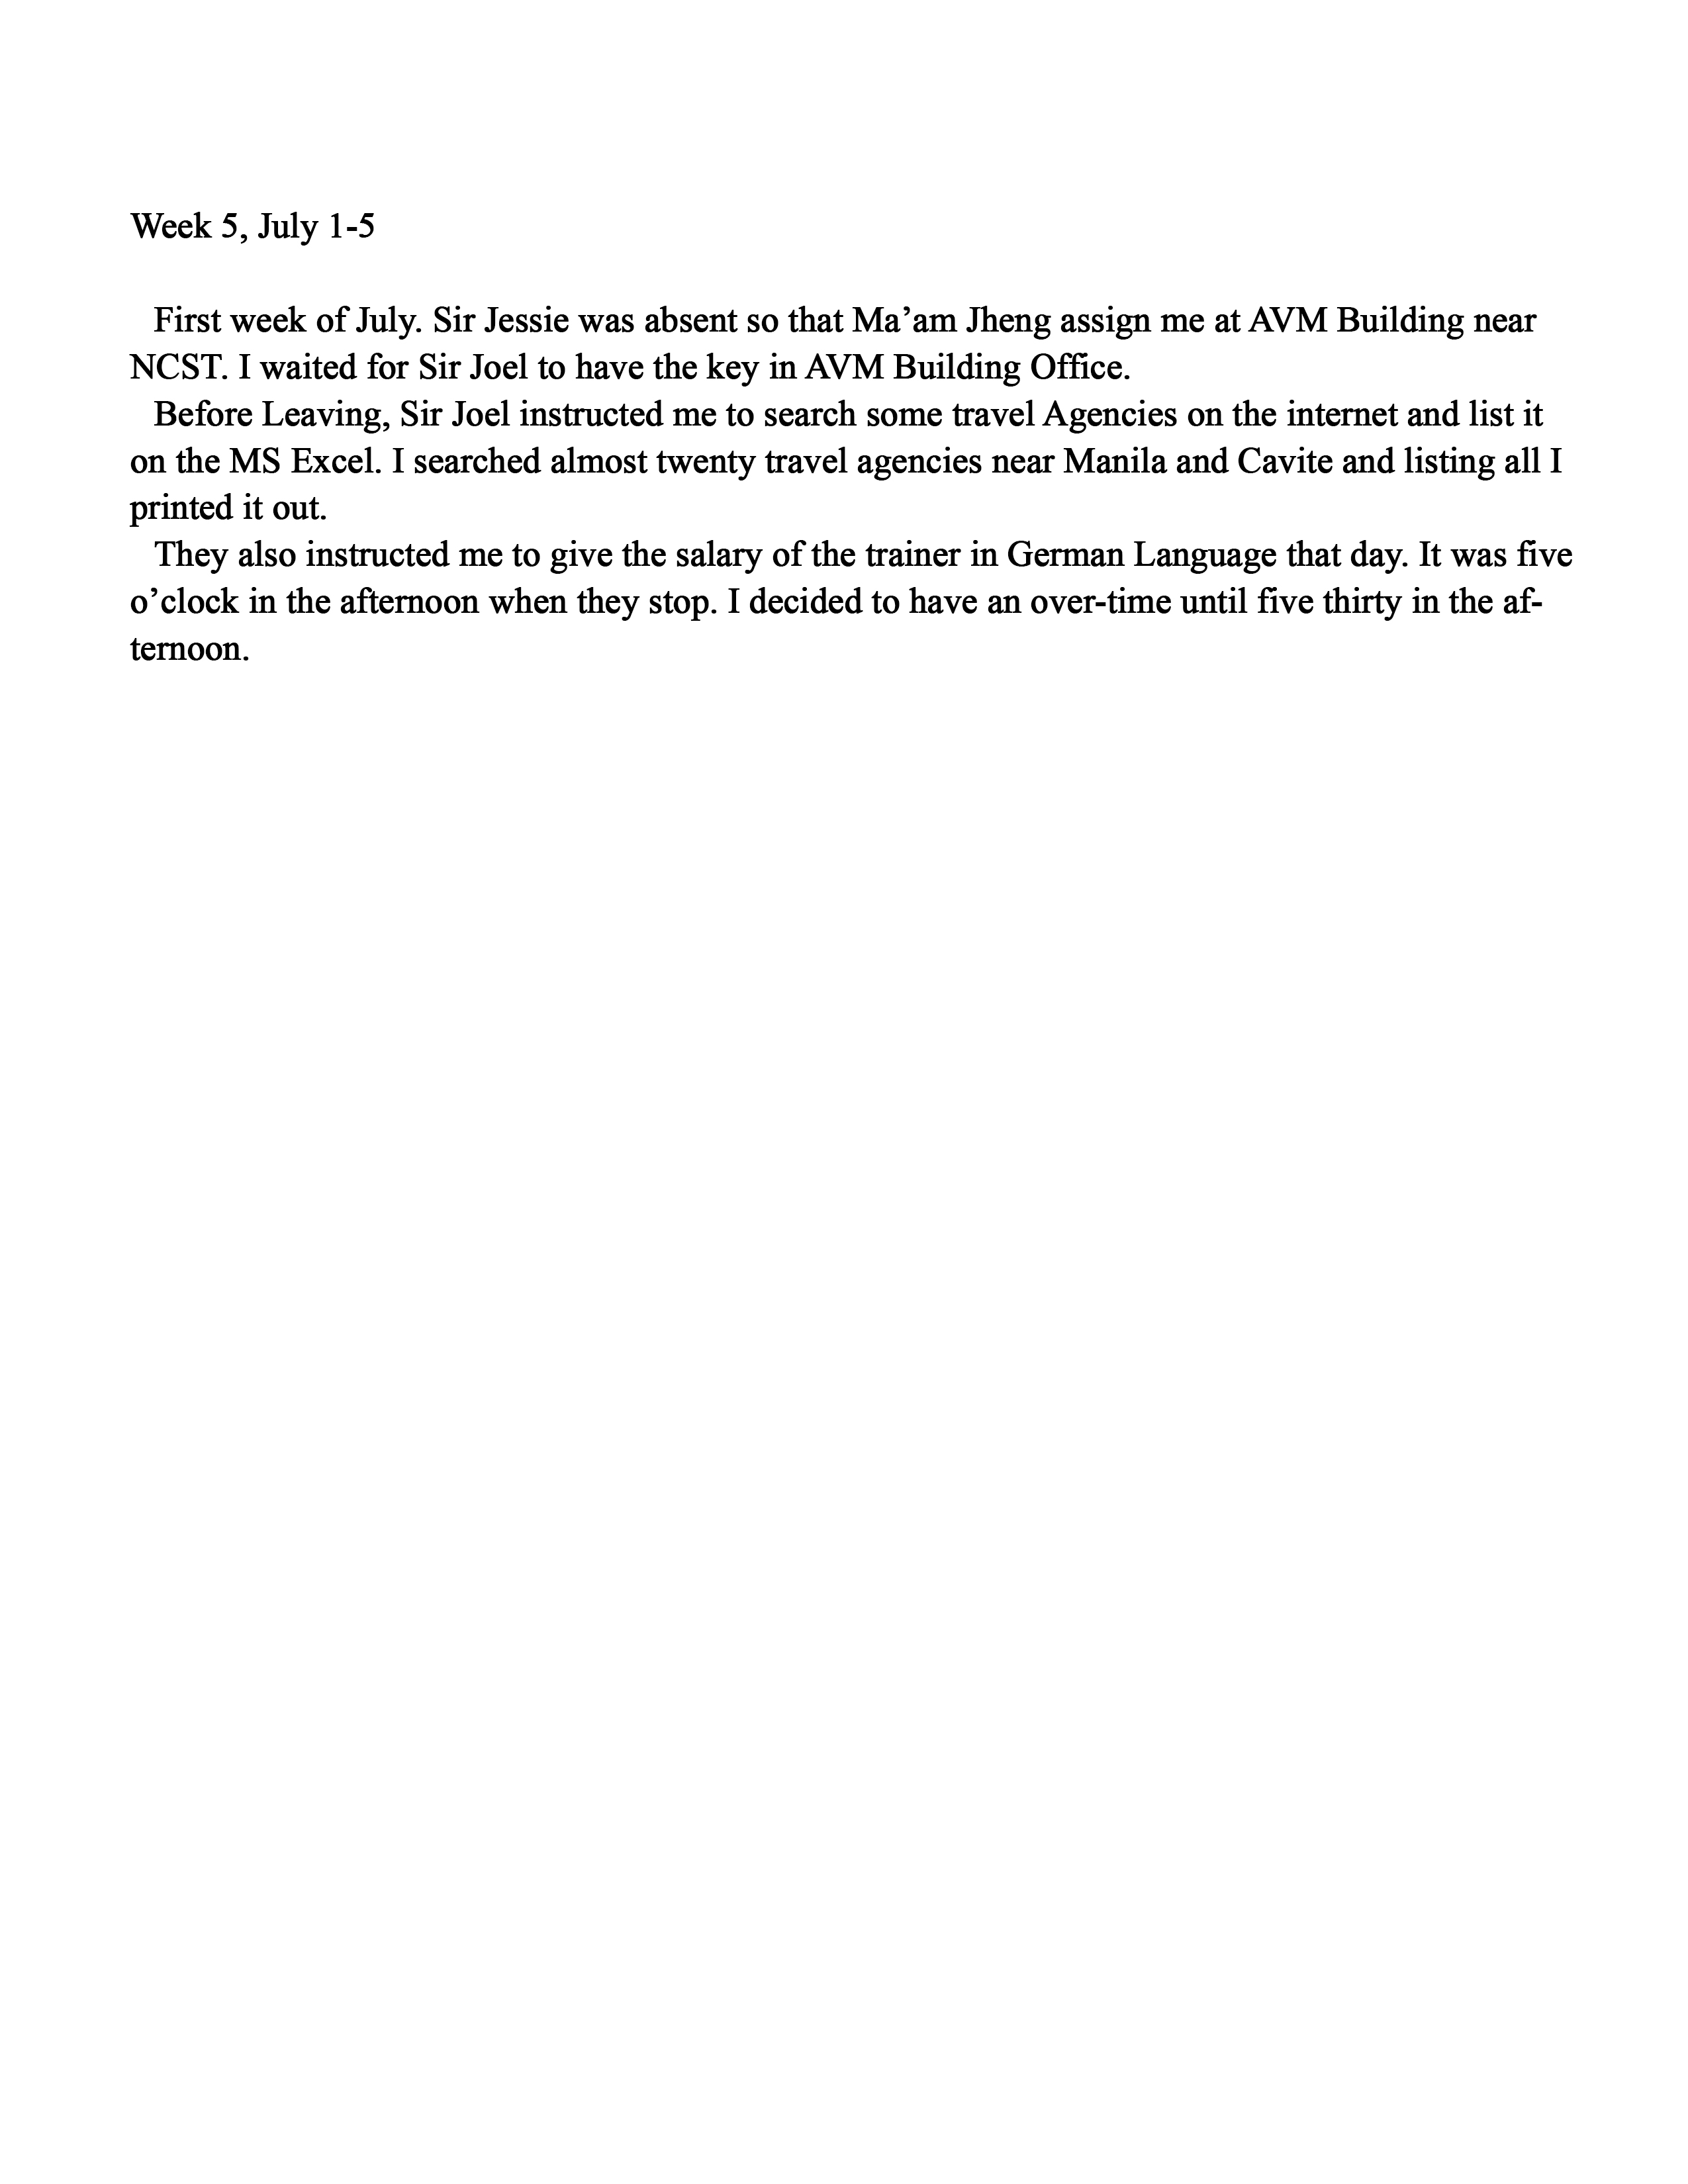 Week 5, July 1-5
First week of July. Sir Jessie was absent so that Ma’am Jheng assign me at AVM Building near
NCST. I waited for Sir Joel to have the key in AVM Building Office.
Before Leaving, Sir Joel instructed me to search some travel Agencies on the internet and list it
on the MS Excel. I searched almost twenty travel agencies near Manila and Cavite and listing all I
printed it out.
They also instructed me to give the salary of the trainer in German Language that day. It was five
o’clock in the afternoon when they stop. I decided to have an over-time until five thirty in the af-
ternoon.